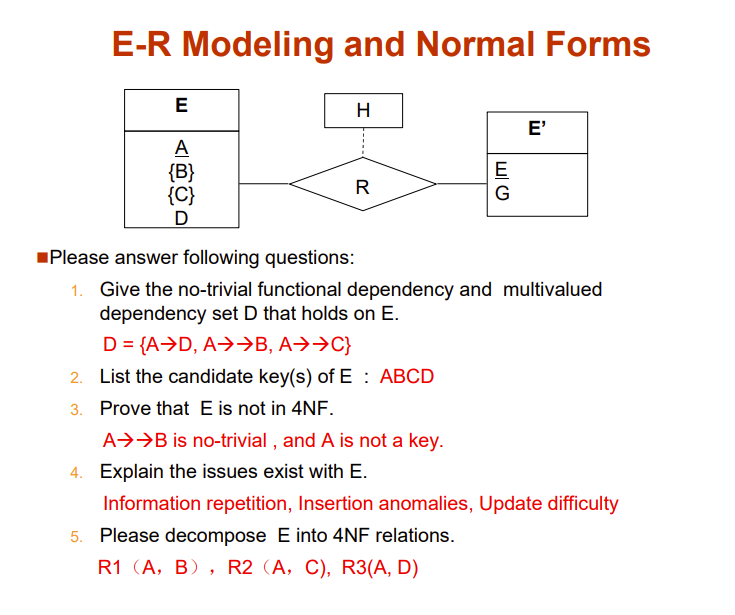 E-R Modeling and Normal Forms
E
H
E’
A
{B}
{C}
D
R
E
G
■Please answer following questions:
1. Give the no-trivial functional dependency and multivalued
dependency set D that holds on E.
D = {A→D, A→→B, A→→C}
2. List the candidate key(s) of E : ABCD
3. Prove that E is not in 4NF.
A→→B is no-trivial , and A is not a key.
4. Explain the issues exist with E.
Information repetition, Insertion anomalies, Update difficulty
5. Please decompose E into 4NF relations.
R1（A，B），R2（A，C), R3(A, D)